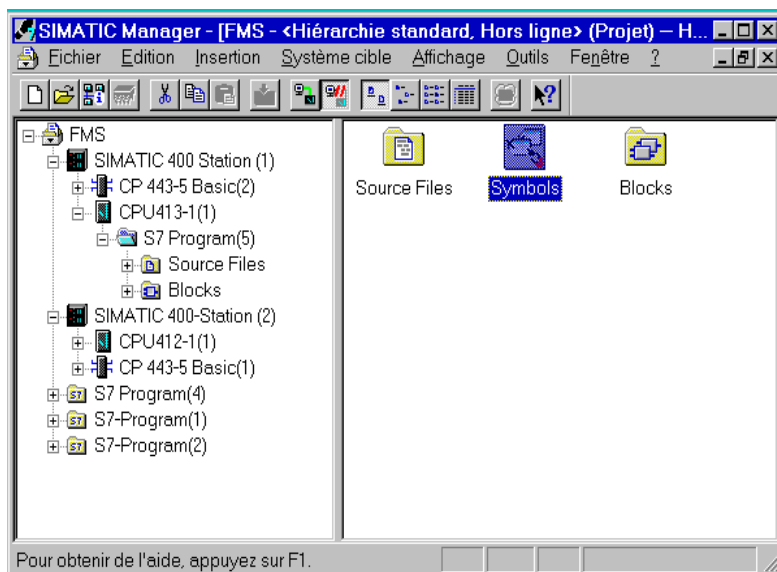 SIMATIC Manager - [FMS - <Hiérarchie standard, Hors ligne> (Projet) -- H...
Fichier Edition Insertion Système cible Affichage Outils Fenêtre ?
FMS
SIMATIC 400 Station (1)
CP 443-5 Basic(2)
CPU413-1(1)
S7 Program(5)
Source Files
Blocks
SIMATIC 400-Station (2)
CPU412-1(1)
CP 443-5 Basic(1)
S7 Program(4)
S7-Program(1)
S7-Program(2)
Source Files Symbols Blocks
Pour obtenir de l'aide, appuyez sur F1.